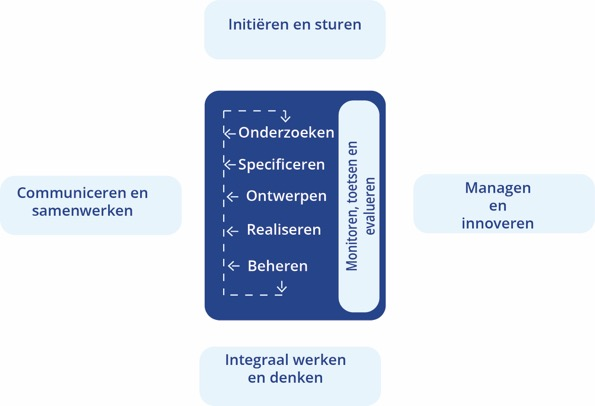 Initiëren en sturen
Onderzoeken
Specificeren
Ontwerpen
Realiseren
Beheren
Monitoren, toetsen en
evalueren
Communiceren en
samenwerken
Managen
en
innoveren
Integraal werken
en denken